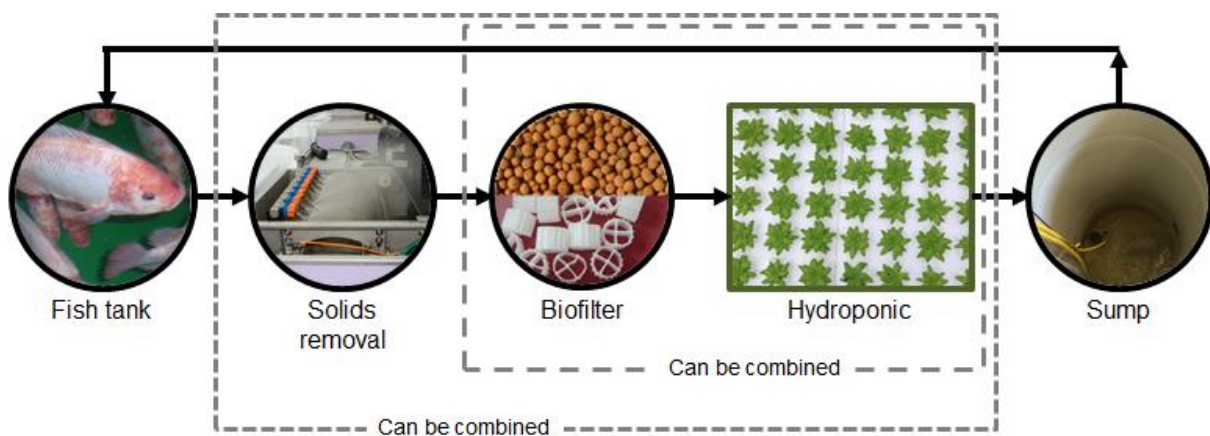 Fish tank
Solids
removal
Biofilter
Hydroponic
Sump
Can be combined
Can be combined